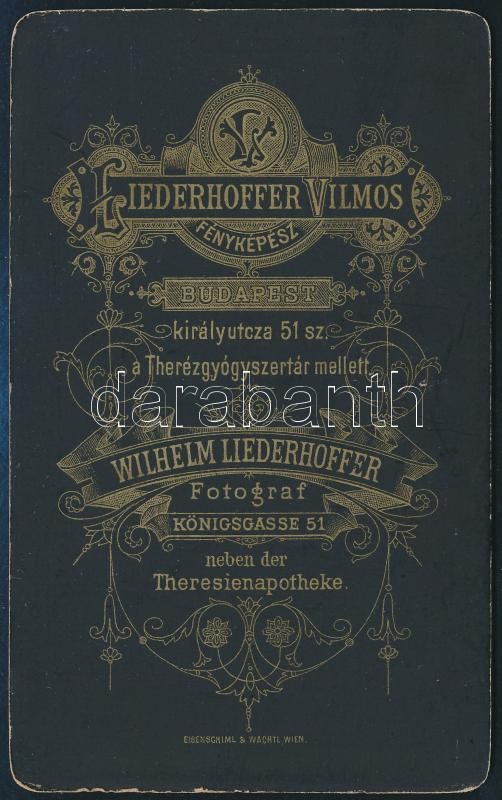 LIEDERHOFFER VILMOS
FÉNYKÉPÉSZ
BUDAPEST
királyutcza 51 sz.
a Therézgyógyszertár mellett
darabanth
WILHELM LIEDERHOFFER
Fotograf
KÖNIGSGASSE 51
neben der
Theresienapotheke.
EISENSCHIML & WACHTL, WIEN.